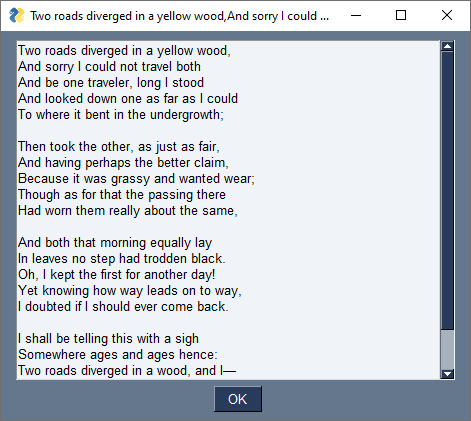 Two roads diverged in a yellow wood,And sorry I could ...
Two roads diverged in a yellow wood,
And sorry I could not travel both
And be one traveler, long I stood
And looked down one as far as I could
To where it bent in the undergrowth;

Then took the other, as just as fair,
And having perhaps the better claim,
Because it was grassy and wanted wear;
Though as for that the passing there
Had worn them really about the same,

And both that morning equally lay
In leaves no step had trodden black.
Oh, I kept the first for another day!
Yet knowing how way leads on to way,
I doubted if I should ever come back.

I shall be telling this with a sigh
Somewhere ages and ages hence:
Two roads diverged in a wood, and I—
OK